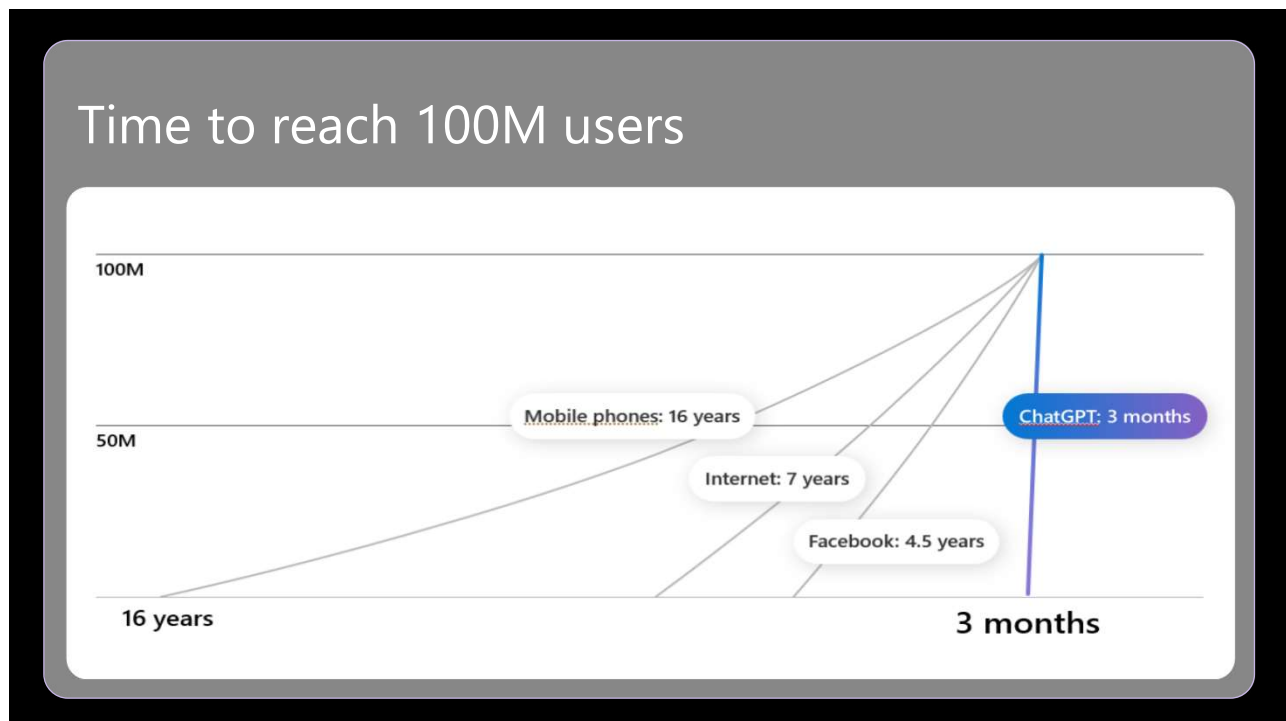 Time to reach 100M users
100M
Mobile phones: 16 years
ChatGPT: 3 months
50M
Internet: 7 years
Facebook: 4.5 years
16 years
3 months